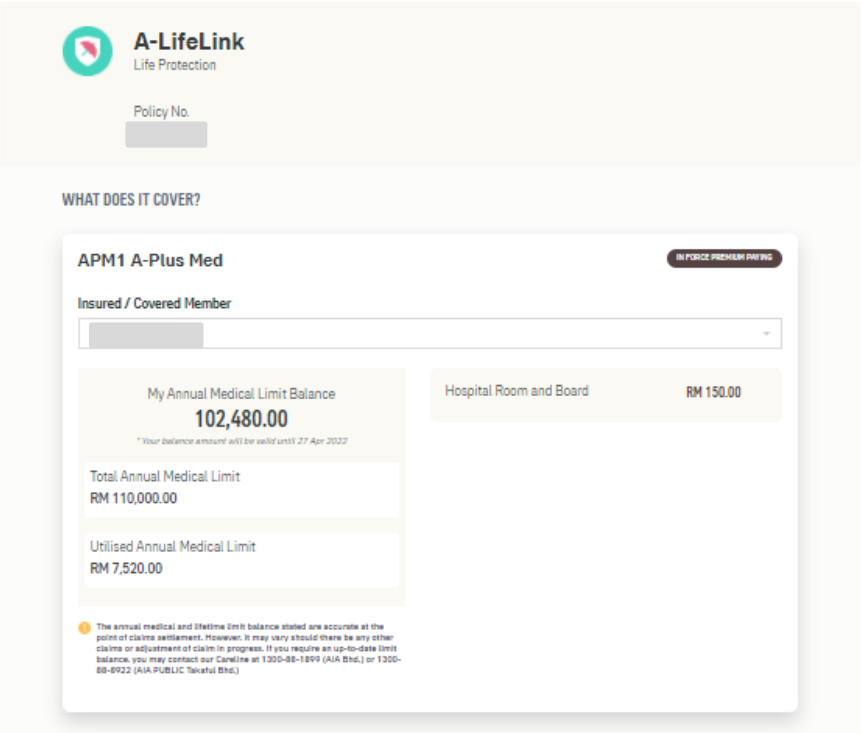 A-LifeLink
Life Protection
Policy No.
WHAT DOES IT COVER?
APM1 A-Plus Med
IN FORCE PREMIUM PAYING
Insured / Covered Member
My Annual Medical Limit Balance
102,480.00
* Your balance amount will be valid until 27 Apr 2022
Total Annual Medical Limit
RM 110,000.00
Utilised Annual Medical Limit
RM 7,520.00
Hospital Room and Board RM 150.00
The annual medical and lifetime limit balance stated are accurate at the
point of claims settlement. However, it may vary should there be any other
claims or adjustment of claim in progress. If you require an up-to-date limit
balance, you may contact our Careline at 1300-88-1899 (AIA Bhd.) or 1300-
88-8922 (AIA PUBLIC Takaful Bhd.)